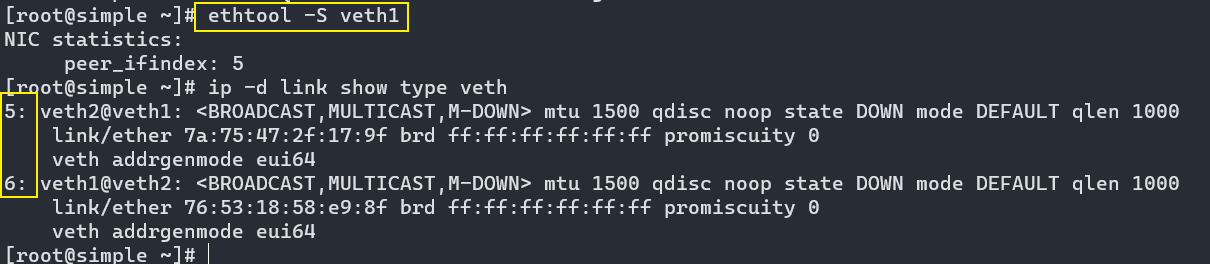 [root@simple ~]# ethtool -S veth1
NIC statistics:
     peer_ifindex: 5
[root@simple ~]# ip -d link show type veth
5: veth2@veth1: <BROADCAST,MULTICAST,M-DOWN> mtu 1500 qdisc noop state DOWN mode DEFAULT qlen 1000
    link/ether 7a:75:47:2f:17:9f brd ff:ff:ff:ff:ff:ff promiscuity 0
    veth addrgenmode eui64
6: veth1@veth2: <BROADCAST,MULTICAST,M-DOWN> mtu 1500 qdisc noop state DOWN mode DEFAULT qlen 1000
    link/ether 76:53:18:58:e9:8f brd ff:ff:ff:ff:ff:ff promiscuity 0
    veth addrgenmode eui64
[root@simple ~]#